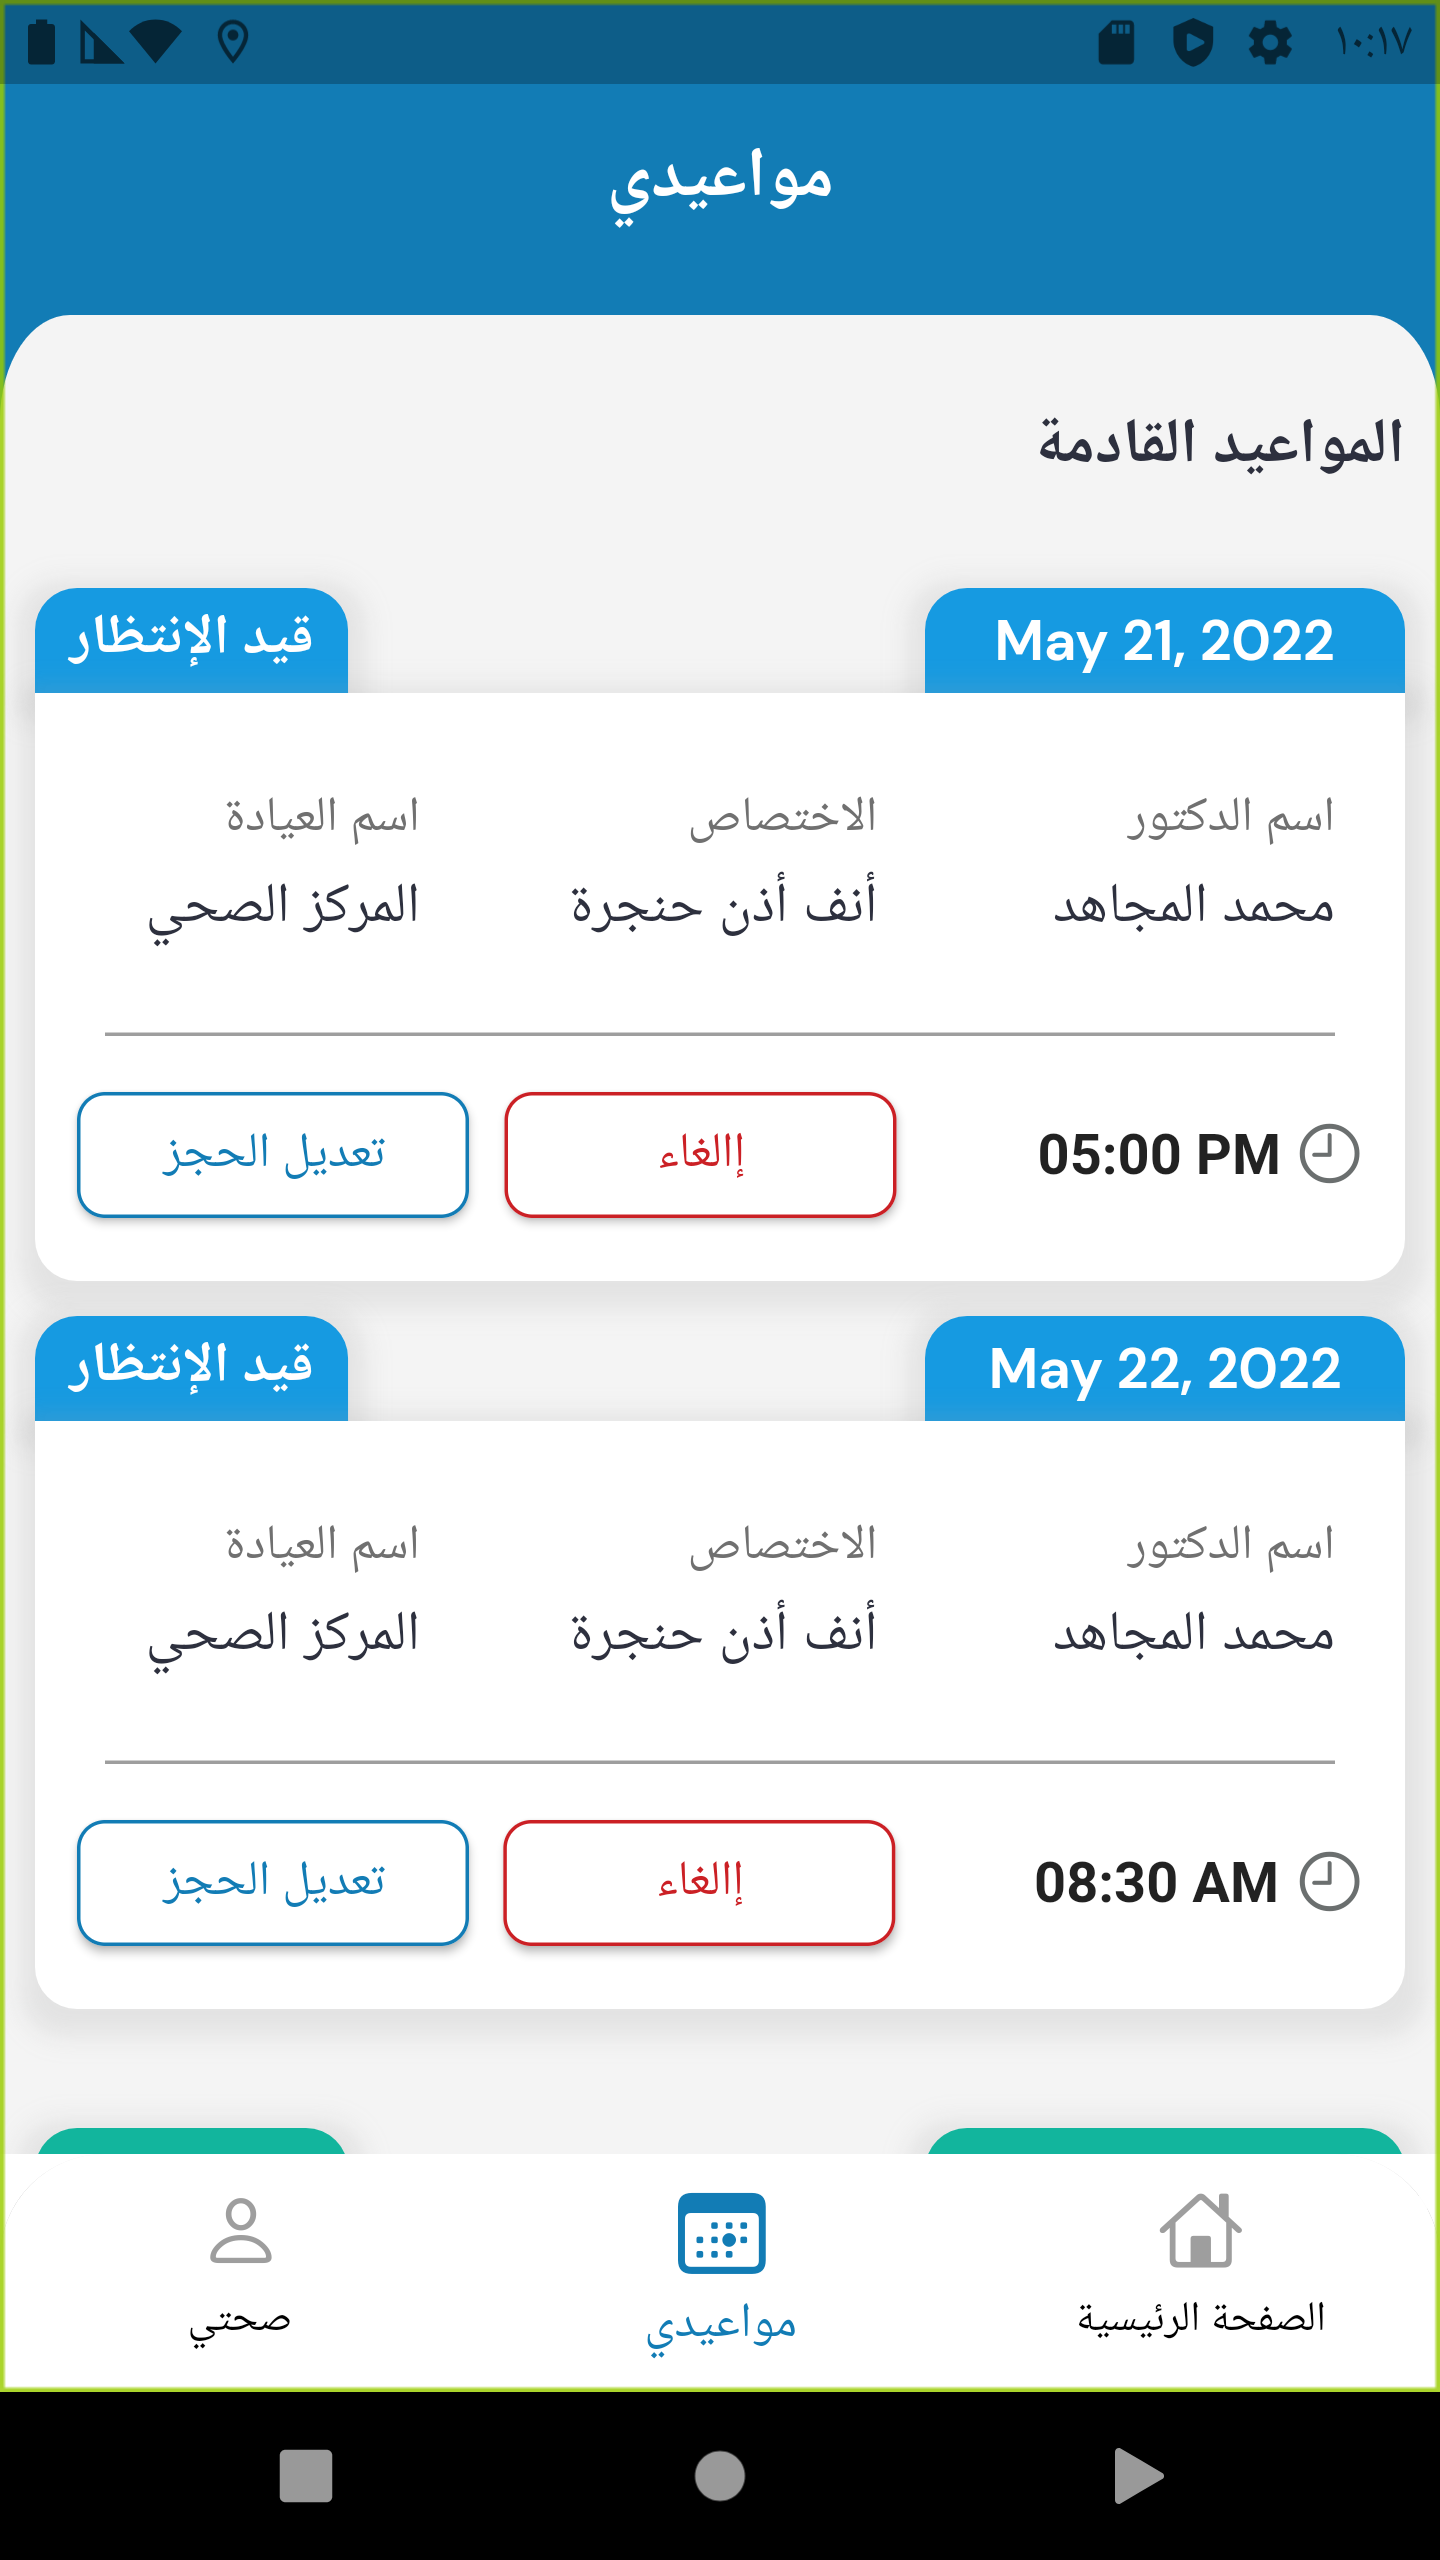 ١٠:١٧
مواعيدي
المواعيد القادمة
May 21, 2022
قيد الإنتظار
اسم الدكتور
الاختصاص
اسم العيادة
محمد المجاهد
أنف أذن حنجرة
المركز الصحي
05:00 PM
إالغاء
تعديل الحجز
May 22, 2022
قيد الإنتظار
اسم الدكتور
الاختصاص
اسم العيادة
محمد المجاهد
أنف أذن حنجرة
المركز الصحي
08:30 AM
إالغاء
تعديل الحجز
الصفحة الرئيسية
مواعيدي
صحتي